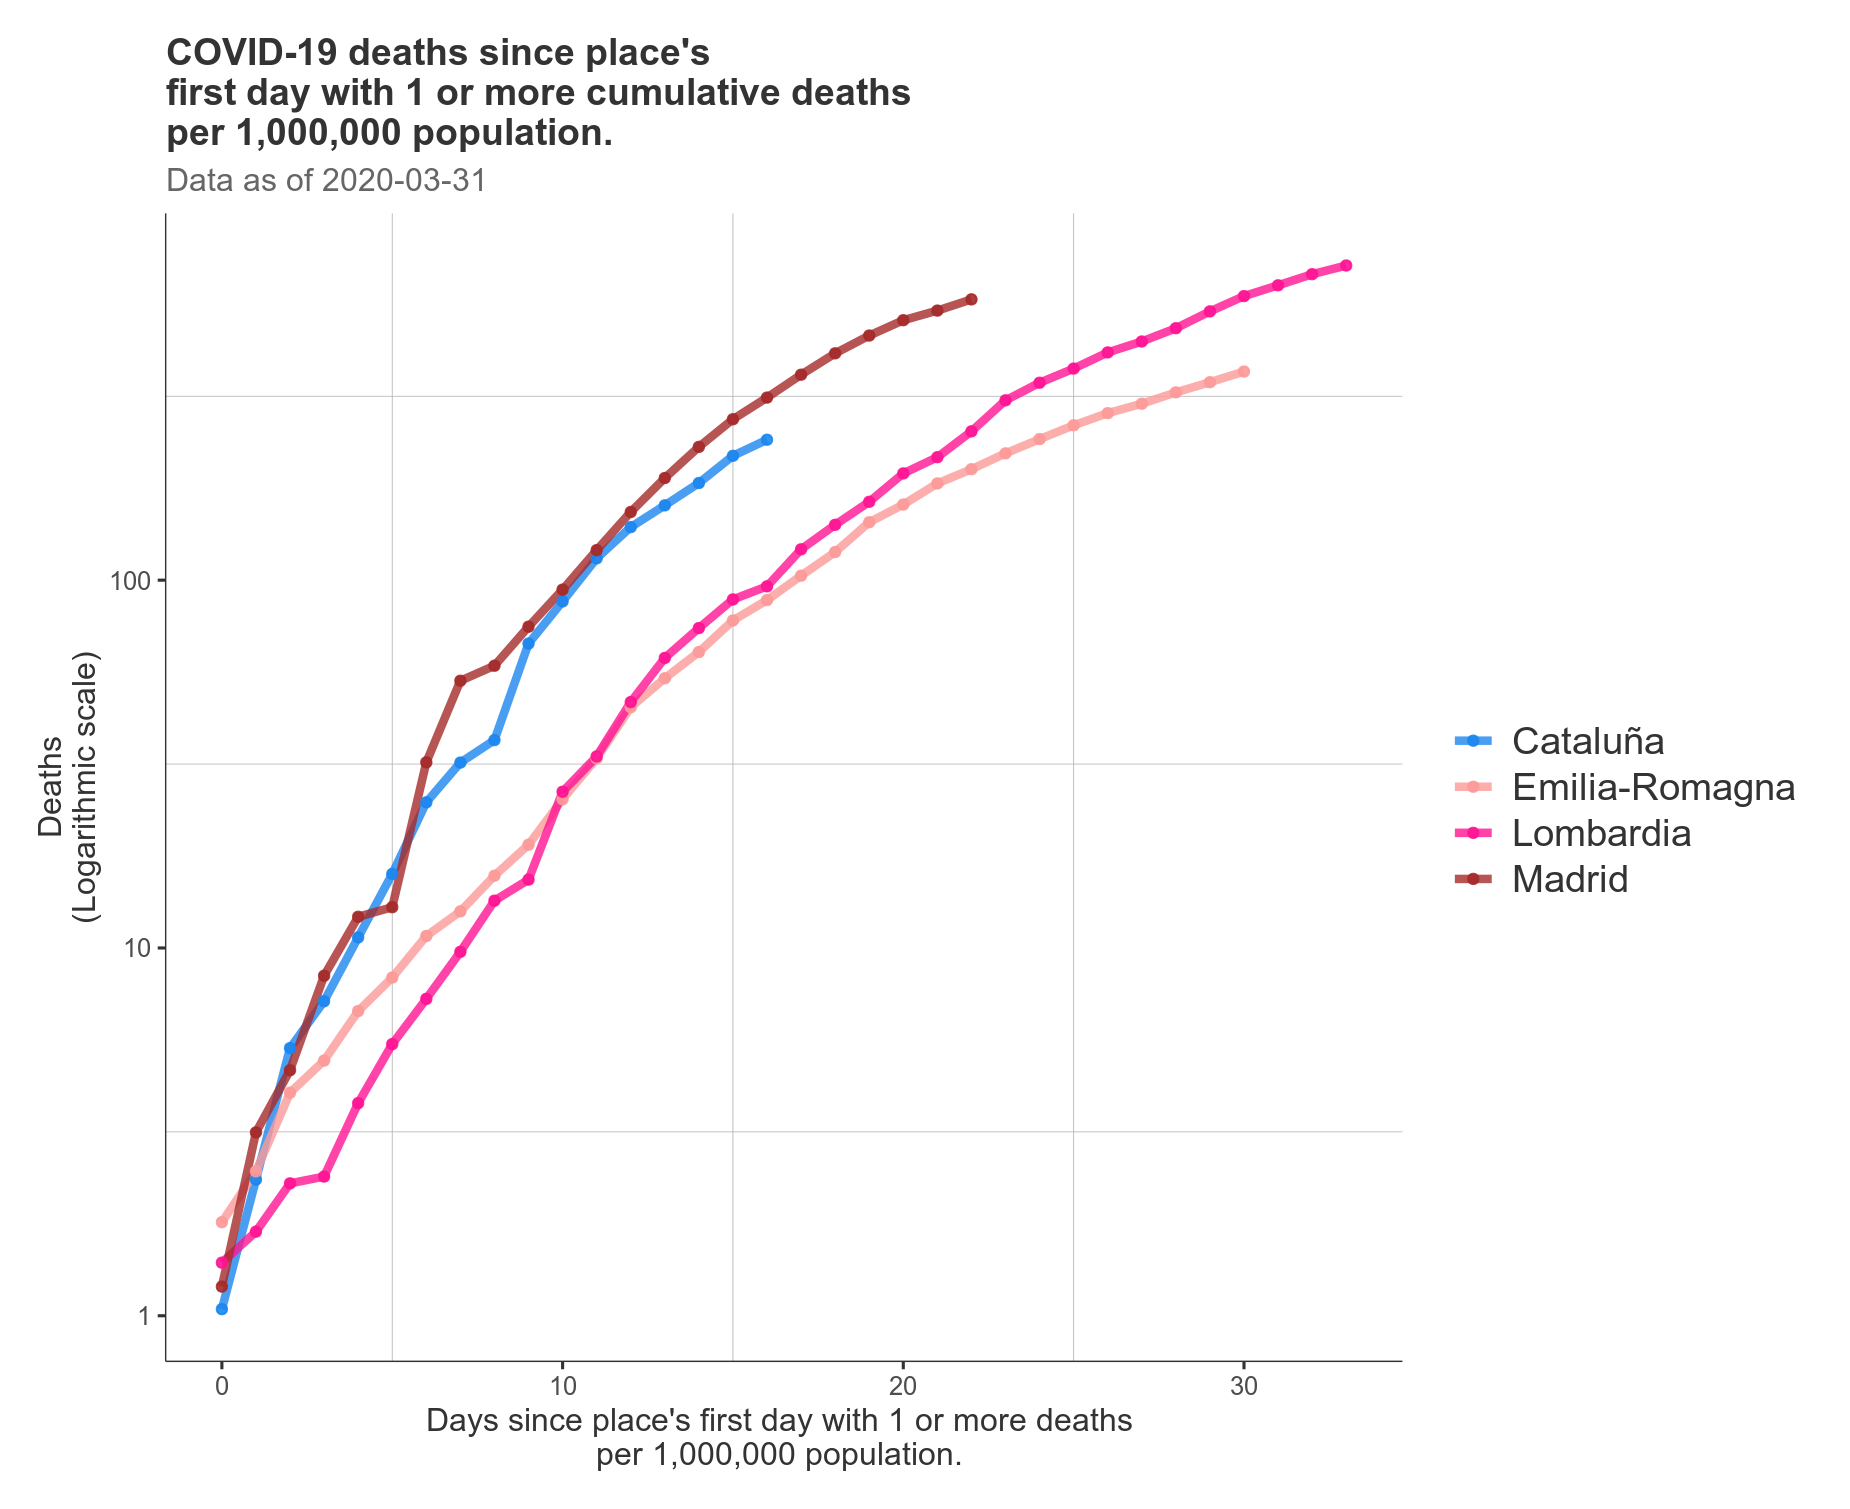 COVID-19 deaths since place's
first day with 1 or more cumulative deaths
per 1,000,000 population.
Data as of 2020-03-31
Deaths
(Logarithmic scale)
100
10
1
0
10
20
30
Days since place's first day with 1 or more deaths
per 1,000,000 population.
Cataluña
Emilia-Romagna
Lombardia
Madrid